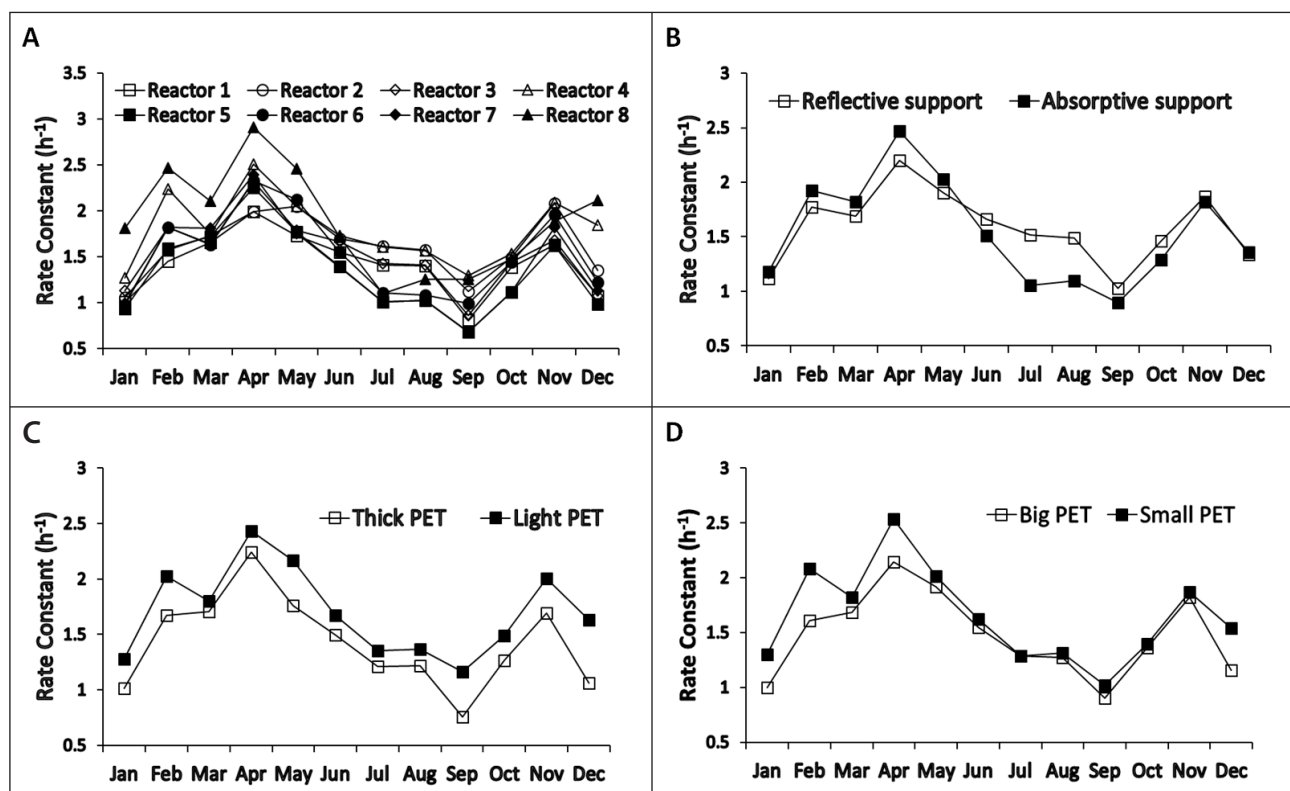 A
Rate Constant (h⁻¹)
3.5
3
2.5
2
1.5
1
0.5
Reactor 1 Reactor 2 Reactor 3 Reactor 4
Reactor 5 Reactor 6 Reactor 7 Reactor 8
Jan Feb Mar Apr May Jun Jul Aug Sep Oct Nov Dec
B
Rate Constant (h⁻¹)
3
2.5
2
1.5
1
0.5
Reflective support Absorptive support
Jan Feb Mar Apr May Jun Jul Aug Sep Oct Nov Dec
C
Rate Constant (h⁻¹)
3
2.5
2
1.5
1
0.5
Thick PET Light PET
Jan Feb Mar Apr May Jun Jul Aug Sep Oct Nov Dec
D
Rate Constant (h⁻¹)
3
2.5
2
1.5
1
0.5
Big PET Small PET
Jan Feb Mar Apr May Jun Jul Aug Sep Oct Nov Dec